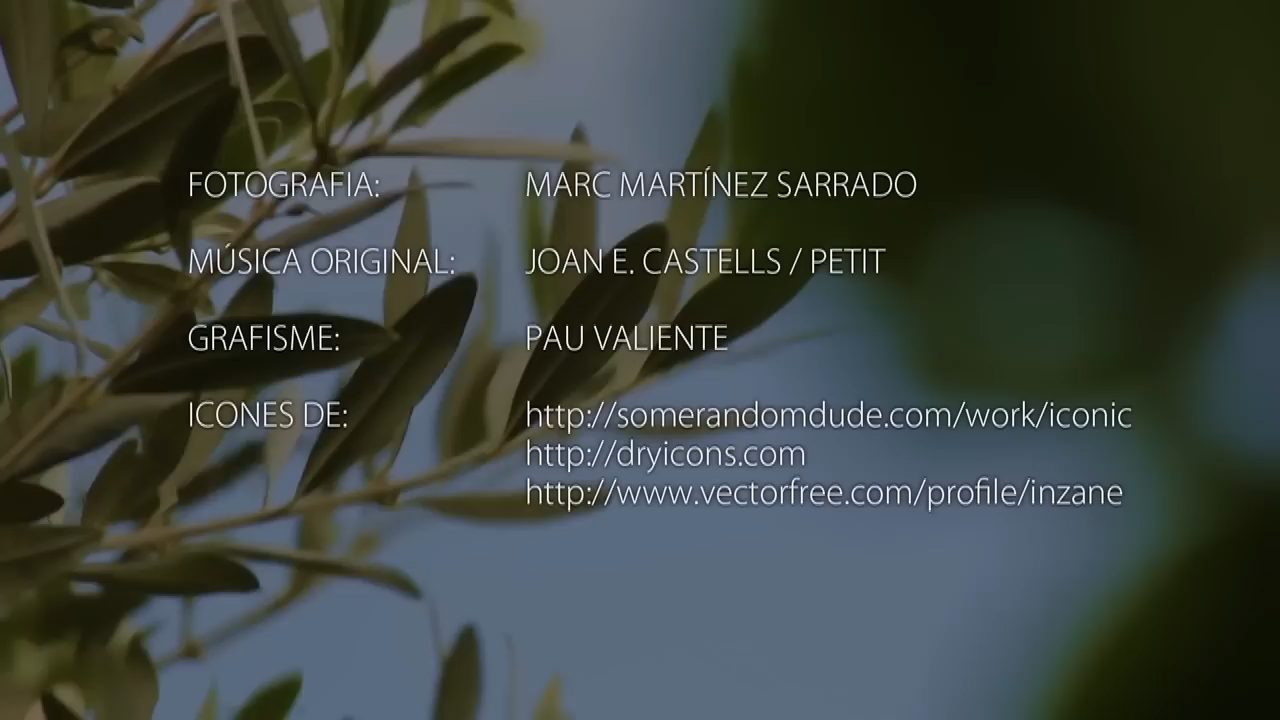 FOTOGRAFIA: MARC MARTÍNEZ SARRADO
MÚSICA ORIGINAL: JOAN E. CASTELLS / PETIT
GRAFISME: PAU VALIENTE
ICONES DE: http://somerandomdude.com/work/iconic
http://dryicons.com
http://www.vectorfree.com/profile/inzane